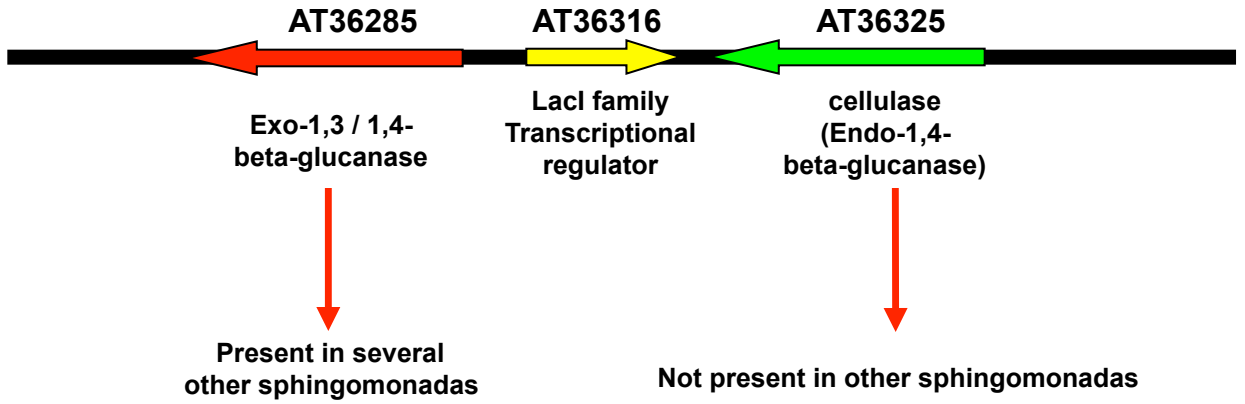 AT36285
AT36316
AT36325
Exo-1,3 / 1,4-
beta-glucanase
LacI family
Transcriptional
regulator
cellulase
(Endo-1,4-
beta-glucanase)
Present in several
other sphingomonadas
Not present in other sphingomonadas